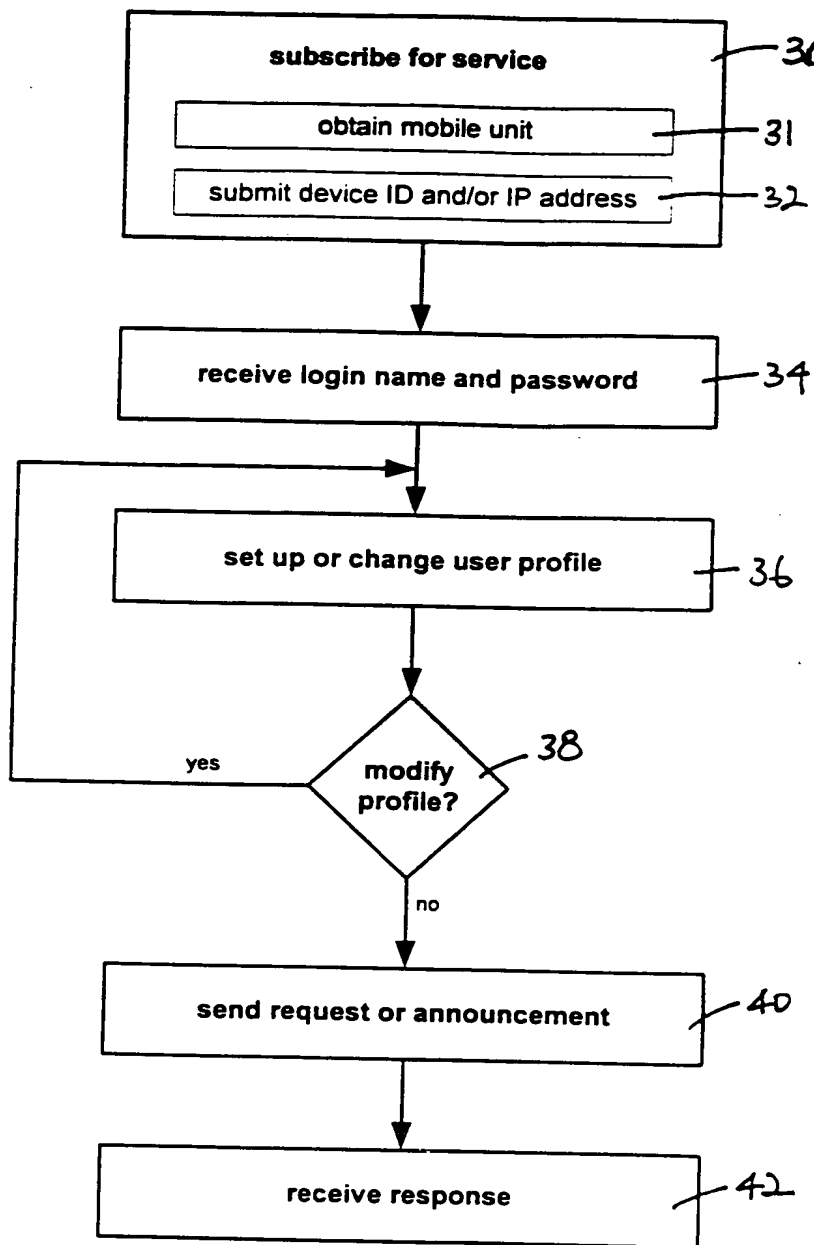 subscribe for service
obtain mobile unit
31
submit device ID and/or IP address
32
receive login name and password
34
set up or change user profile
36
yes
modify
profile?
38
no
send request or announcement
40
receive response
42